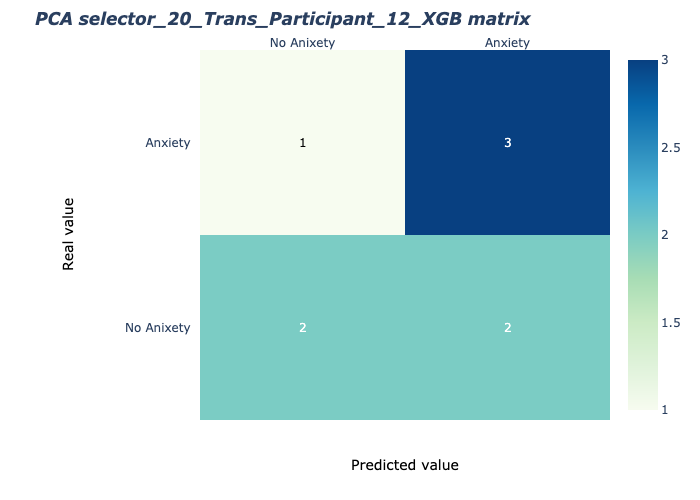 PCA selector_20_Trans_Participant_12_XGB matrix
No Anixety
Anxiety
3
Anxiety
1
3
2.5
Real value
2
1.5
No Anixety
2
2
1
Predicted value